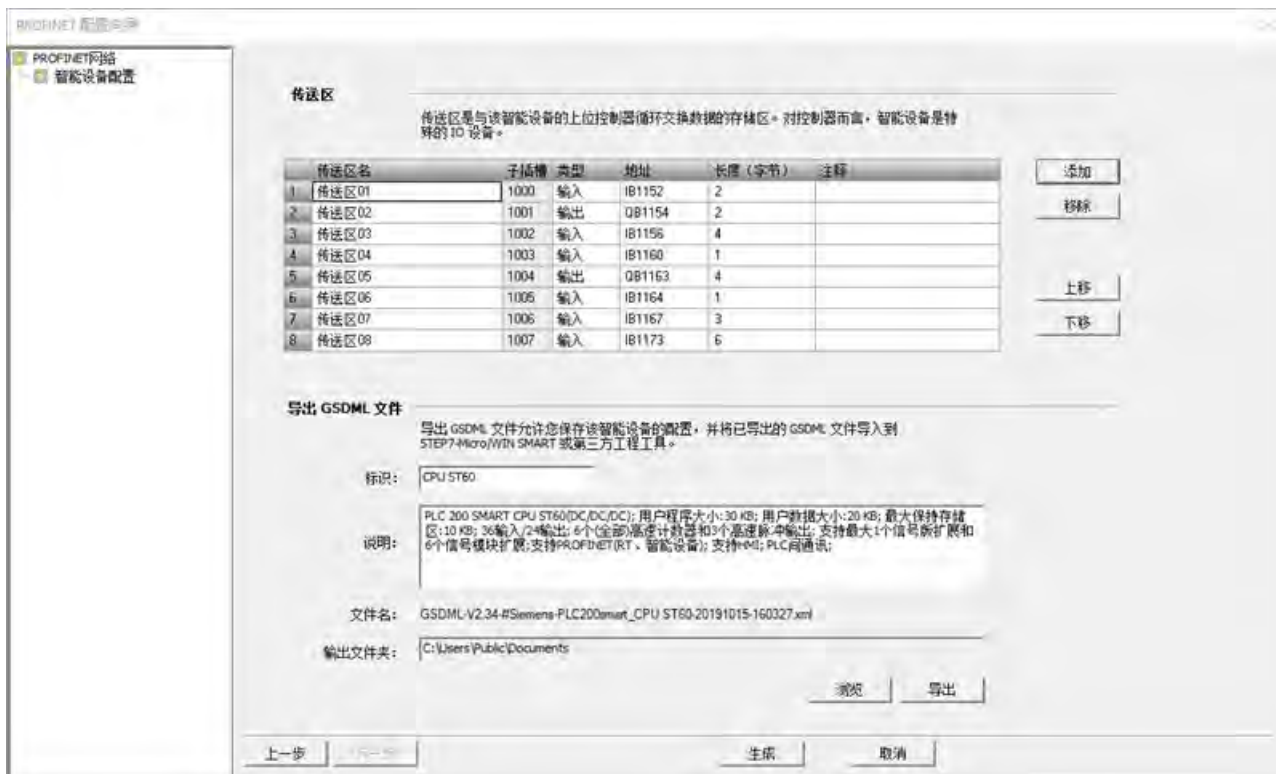 PROFINET 配置向导
PROFINET网络
智能设备配置
传送区
传送区是与该智能设备的上位控制器循环交换数据的存储区。对控制器而言，智能设备是特
殊的 IO 设备。
传送区名 子插槽 类型 地址 长度（字节） 注释
1 传送区01 1000 输入 IB1152 2
2 传送区02 1001 输出 QB1154 2
3 传送区03 1002 输入 IB1156 4
4 传送区04 1003 输入 IB1160 1
5 传送区05 1004 输出 QB1163 4
6 传送区06 1005 输入 IB1164 1
7 传送区07 1006 输入 IB1167 3
8 传送区08 1007 输入 IB1173 6
添加
移除
上移
下移
导出 GSDML 文件
导出 GSDML 文件允许您保存该智能设备的配置，并将已导出的 GSDML 文件导入到
STEP7-Micro/WIN SMART 或第三方工程工具。
标识： CPU ST60
说明： PLC 200 SMART CPU ST60(DC/DC/DC); 用户程序大小:30 KB; 用户数据大小:20 KB; 最大保持存储
区:10 KB; 36输入/24输出; 6个(全部)高速计数器和3个高速脉冲输出; 支持最大1个信号版扩展和
6个信号模块扩展;支持PROFINET(RT、智能设备); 支持HMI; PLC间通讯;
文件名： GSDML-V2.34-#Siemens-PLC200smart_CPU ST60-20191015-160327.xml
输出文件夹： C:\Users\Public\Documents
浏览 导出
上一步 下一步 生成 取消